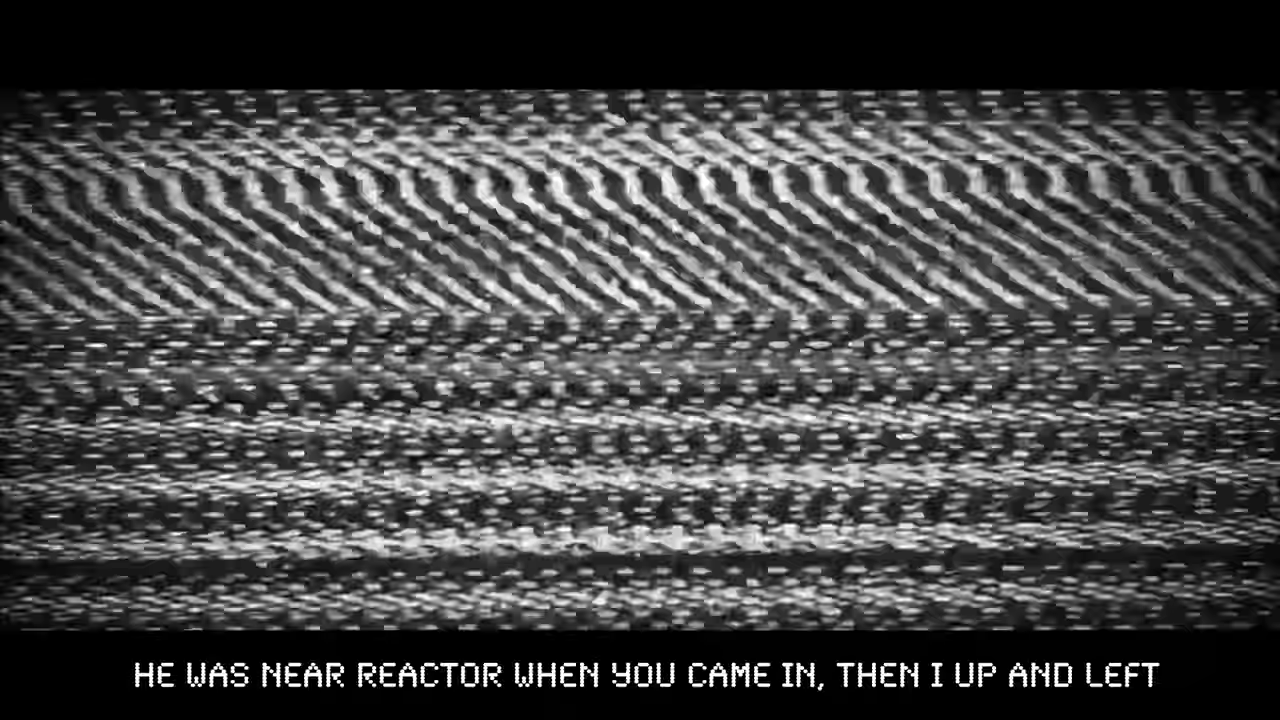 HE WAS NEAR REACTOR WHEN YOU CAME IN, THEN I UP AND LEFT